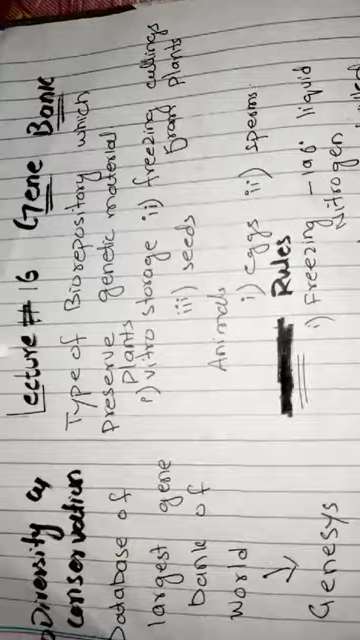 Lecture # 16 Gene Bank
Type of Biorepository which
preserve genetic material
Plants
i) vitro storage ii) freezing cuttings
from plants
iii) seeds
Animals
i) eggs ii) sperms
Rules
i) Freezing -196° liquid
Nitrogen
Diversity
conservation
Database of
largest gene
bank of
world
↓
Genesys